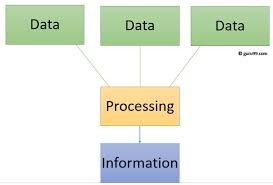 Data
Data
Data
© guru99.com
Processing
Information